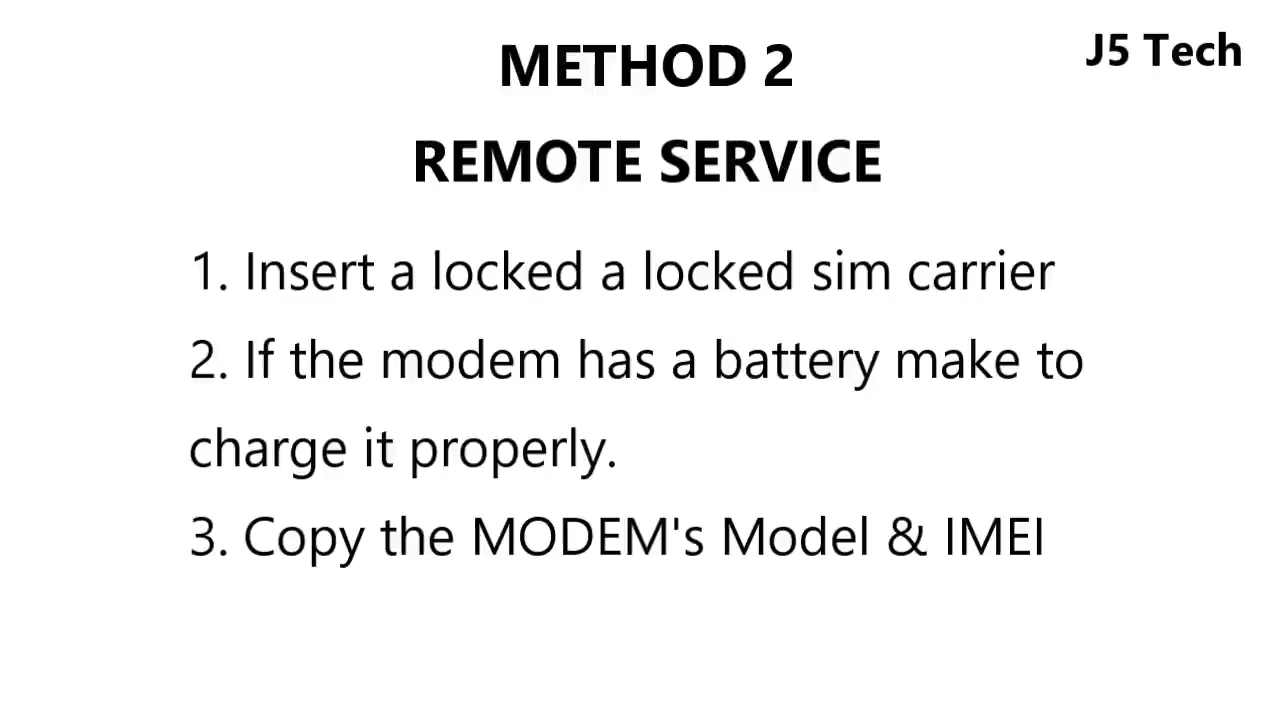 METHOD 2
J5 Tech
REMOTE SERVICE
1. Insert a locked a locked sim carrier
2. If the modem has a battery make to
charge it properly.
3. Copy the MODEM's Model & IMEI